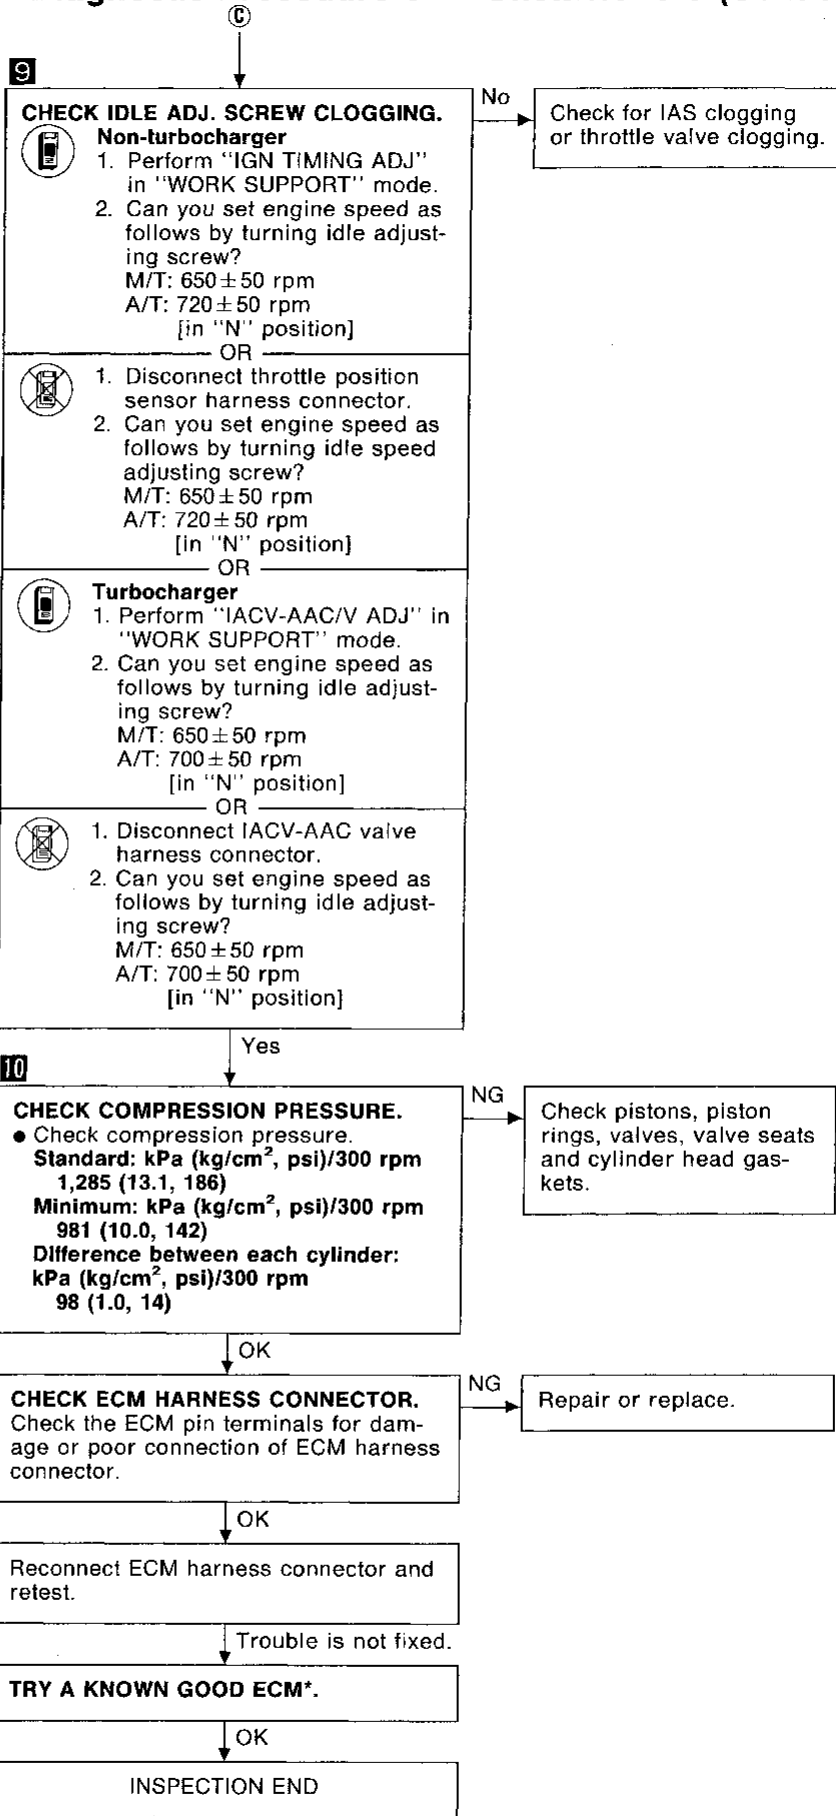 Ⓒ
9
CHECK IDLE ADJ. SCREW CLOGGING.
Non-turbocharger
1. Perform "IGN TIMING ADJ"
in "WORK SUPPORT" mode.
2. Can you set engine speed as
follows by turning idle adjust-
ing screw?
M/T: 650±50 rpm
A/T: 720±50 rpm
[in "N" position]
No
Check for IAS clogging
or throttle valve clogging.
OR
1. Disconnect throttle position
sensor harness connector.
2. Can you set engine speed as
follows by turning idle speed
adjusting screw?
M/T: 650±50 rpm
A/T: 720±50 rpm
[in "N" position]
OR
Turbocharger
1. Perform "IACV-AAC/V ADJ" in
"WORK SUPPORT" mode.
2. Can you set engine speed as
follows by turning idle adjust-
ing screw?
M/T: 650±50 rpm
A/T: 700±50 rpm
[in "N" position]
OR
1. Disconnect IACV-AAC valve
harness connector.
2. Can you set engine speed as
follows by turning idle adjust-
ing screw?
M/T: 650±50 rpm
A/T: 700±50 rpm
[in "N" position]
Yes
10
CHECK COMPRESSION PRESSURE.
● Check compression pressure.
Standard: kPa (kg/cm², psi)/300 rpm
1,285 (13.1, 186)
Minimum: kPa (kg/cm², psi)/300 rpm
981 (10.0, 142)
Difference between each cylinder:
kPa (kg/cm², psi)/300 rpm
98 (1.0, 14)
NG
Check pistons, piston
rings, valves, valve seats
and cylinder head gas-
kets.
OK
CHECK ECM HARNESS CONNECTOR.
Check the ECM pin terminals for dam-
age or poor connection of ECM harness
connector.
NG
Repair or replace.
OK
Reconnect ECM harness connector and
retest.
Trouble is not fixed.
TRY A KNOWN GOOD ECM*.
OK
INSPECTION END